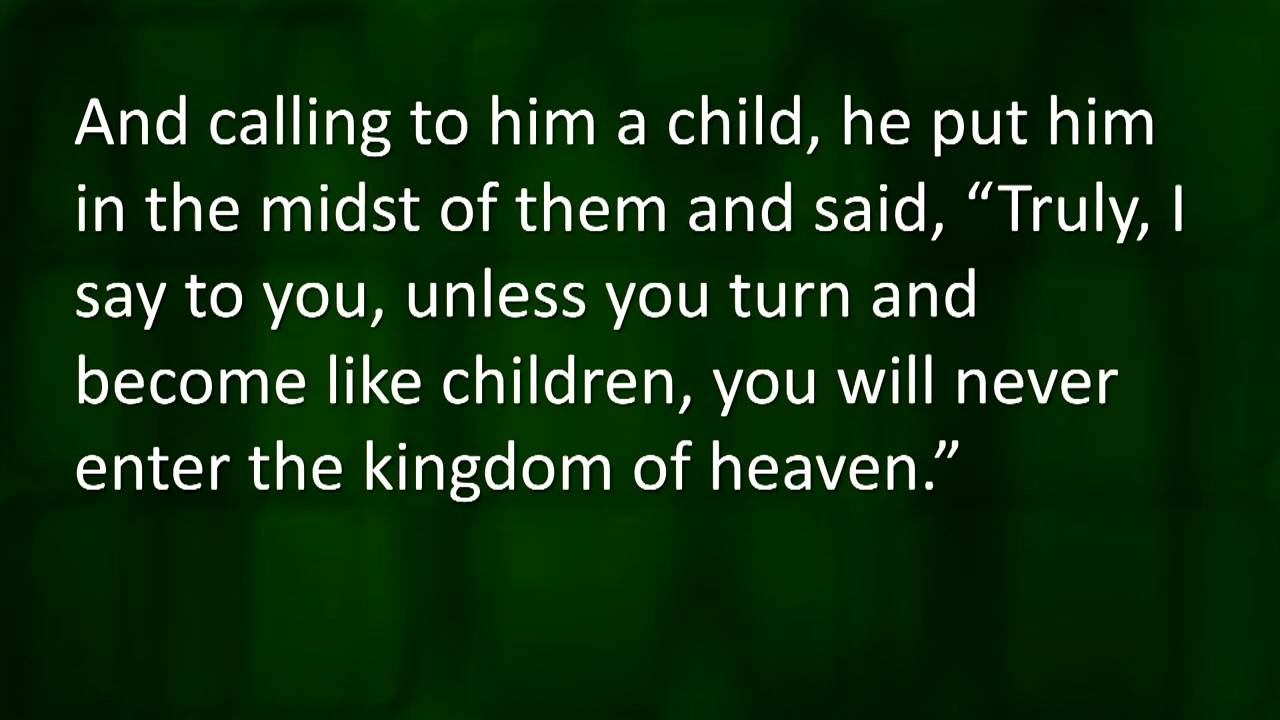 And calling to him a child, he put him
in the midst of them and said, “Truly, I
say to you, unless you turn and
become like children, you will never
enter the kingdom of heaven.”